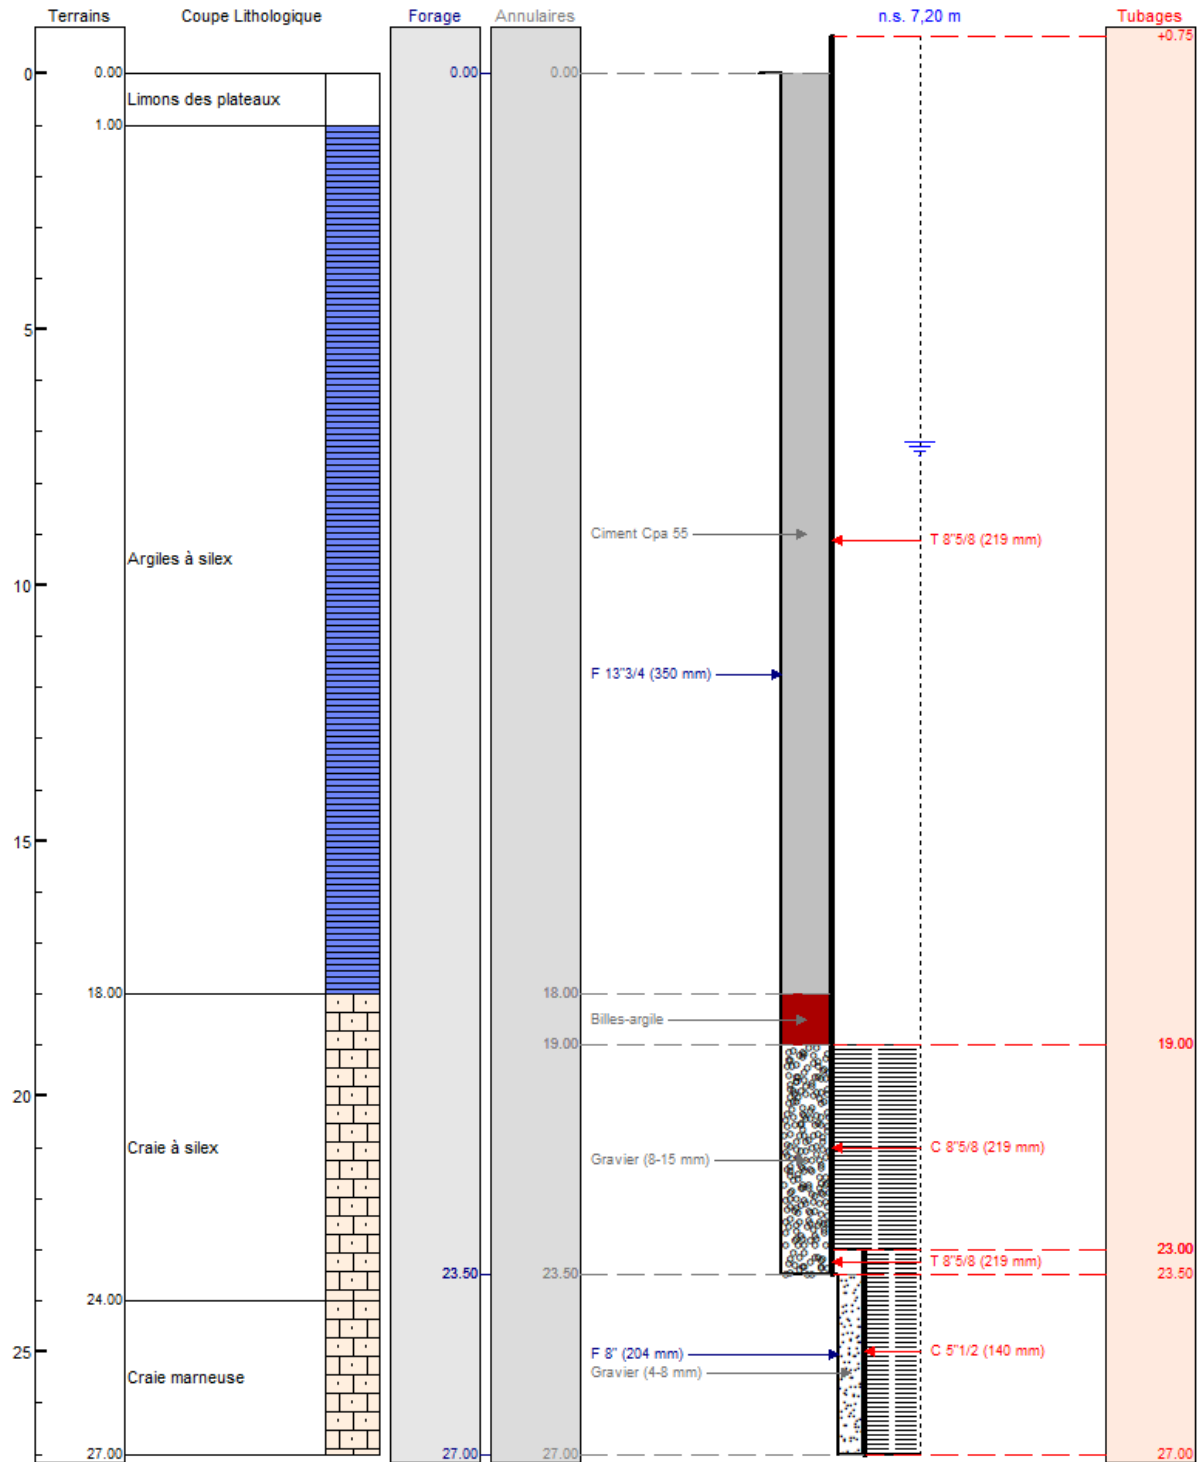 Terrains
Coupe Lithologique
Forage
Annulaires
n.s. 7,20 m
Tubages
+0.75
0
0.00
0.00
0.00
Limons des plateaux
1.00
5
Ciment Cpa 55
T 8"5/8 (219 mm)
Argiles à silex
10
F 13"3/4 (350 mm)
15
18.00
18.00
Billes-argile
19.00
19.00
20
Craie à silex
C 8"5/8 (219 mm)
Gravier (8-15 mm)
23.00
T 8"5/8 (219 mm)
23.50
23.50
23.50
24.00
25
F 8" (204 mm)
C 5"1/2 (140 mm)
Gravier (4-8 mm)
Craie marneuse
27.00
27.00
27.00
27.00